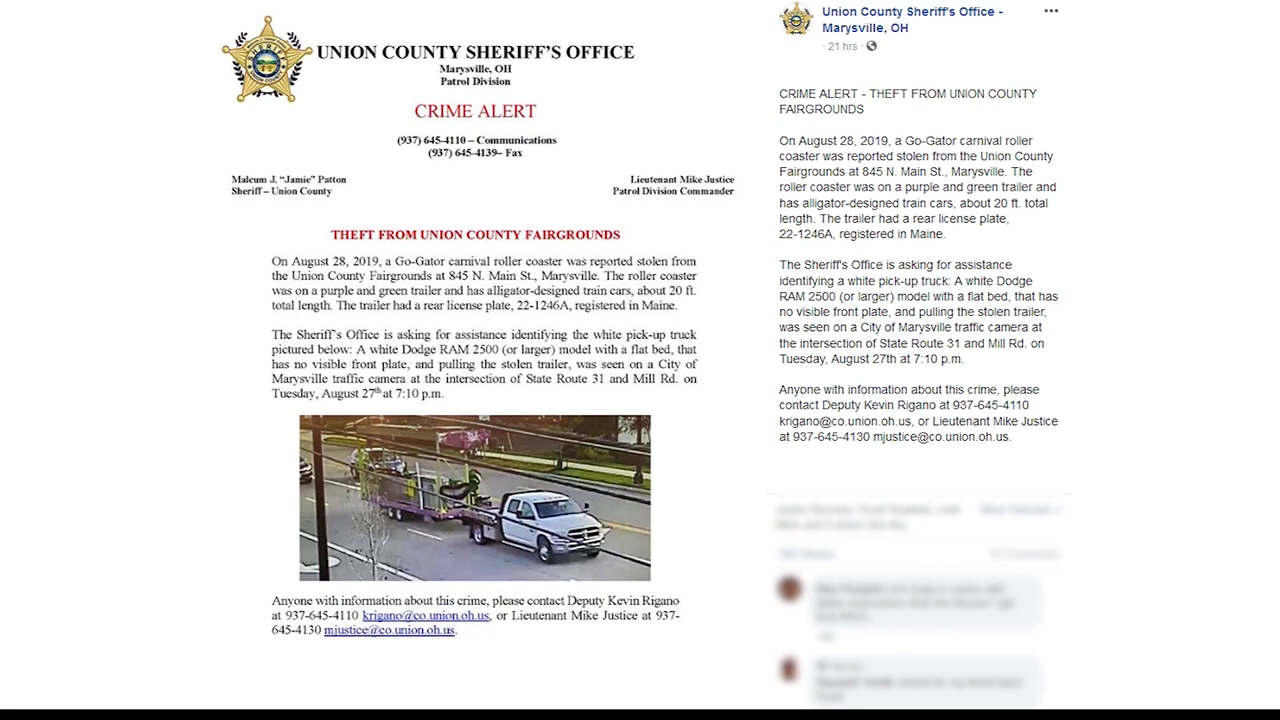 UNION COUNTY SHERIFF'S OFFICE
Marysville, OH
Patrol Division
CRIME ALERT
(937) 645-4110 – Communications
(937) 645-4139– Fax
Malcum J. “Jamie” Patton
Sheriff – Union County
Lieutenant Mike Justice
Patrol Division Commander
THEFT FROM UNION COUNTY FAIRGROUNDS
On August 28, 2019, a Go-Gator carnival roller coaster was reported stolen from
the Union County Fairgrounds at 845 N. Main St., Marysville. The roller coaster
was on a purple and green trailer and has alligator-designed train cars, about 20 ft.
total length. The trailer had a rear license plate, 22-1246A, registered in Maine.
The Sheriff's Office is asking for assistance identifying the white pick-up truck
pictured below: A white Dodge RAM 2500 (or larger) model with a flat bed, that
has no visible front plate, and pulling the stolen trailer, was seen on a City of
Marysville traffic camera at the intersection of State Route 31 and Mill Rd. on
Tuesday, August 27th at 7:10 p.m.
Anyone with information about this crime, please contact Deputy Kevin Rigano
at 937-645-4110 krigano@co.union.oh.us, or Lieutenant Mike Justice at 937-
645-4130 mjustice@co.union.oh.us.
Union County Sheriff's Office -
Marysville, OH
· 21 hrs ·
CRIME ALERT - THEFT FROM UNION COUNTY
FAIRGROUNDS
On August 28, 2019, a Go-Gator carnival roller
coaster was reported stolen from the Union County
Fairgrounds at 845 N. Main St., Marysville. The
roller coaster was on a purple and green trailer and
has alligator-designed train cars, about 20 ft. total
length. The trailer had a rear license plate,
22-1246A, registered in Maine.
The Sheriff's Office is asking for assistance
identifying a white pick-up truck: A white Dodge
RAM 2500 (or larger) model with a flat bed, that has
no visible front plate, and pulling the stolen trailer,
was seen on a City of Marysville traffic camera at
the intersection of State Route 31 and Mill Rd. on
Tuesday, August 27th at 7:10 p.m.
Anyone with information about this crime, please
contact Deputy Kevin Rigano at 937-645-4110
krigano@co.union.oh.us, or Lieutenant Mike Justice
at 937-645-4130 mjustice@co.union.oh.us.